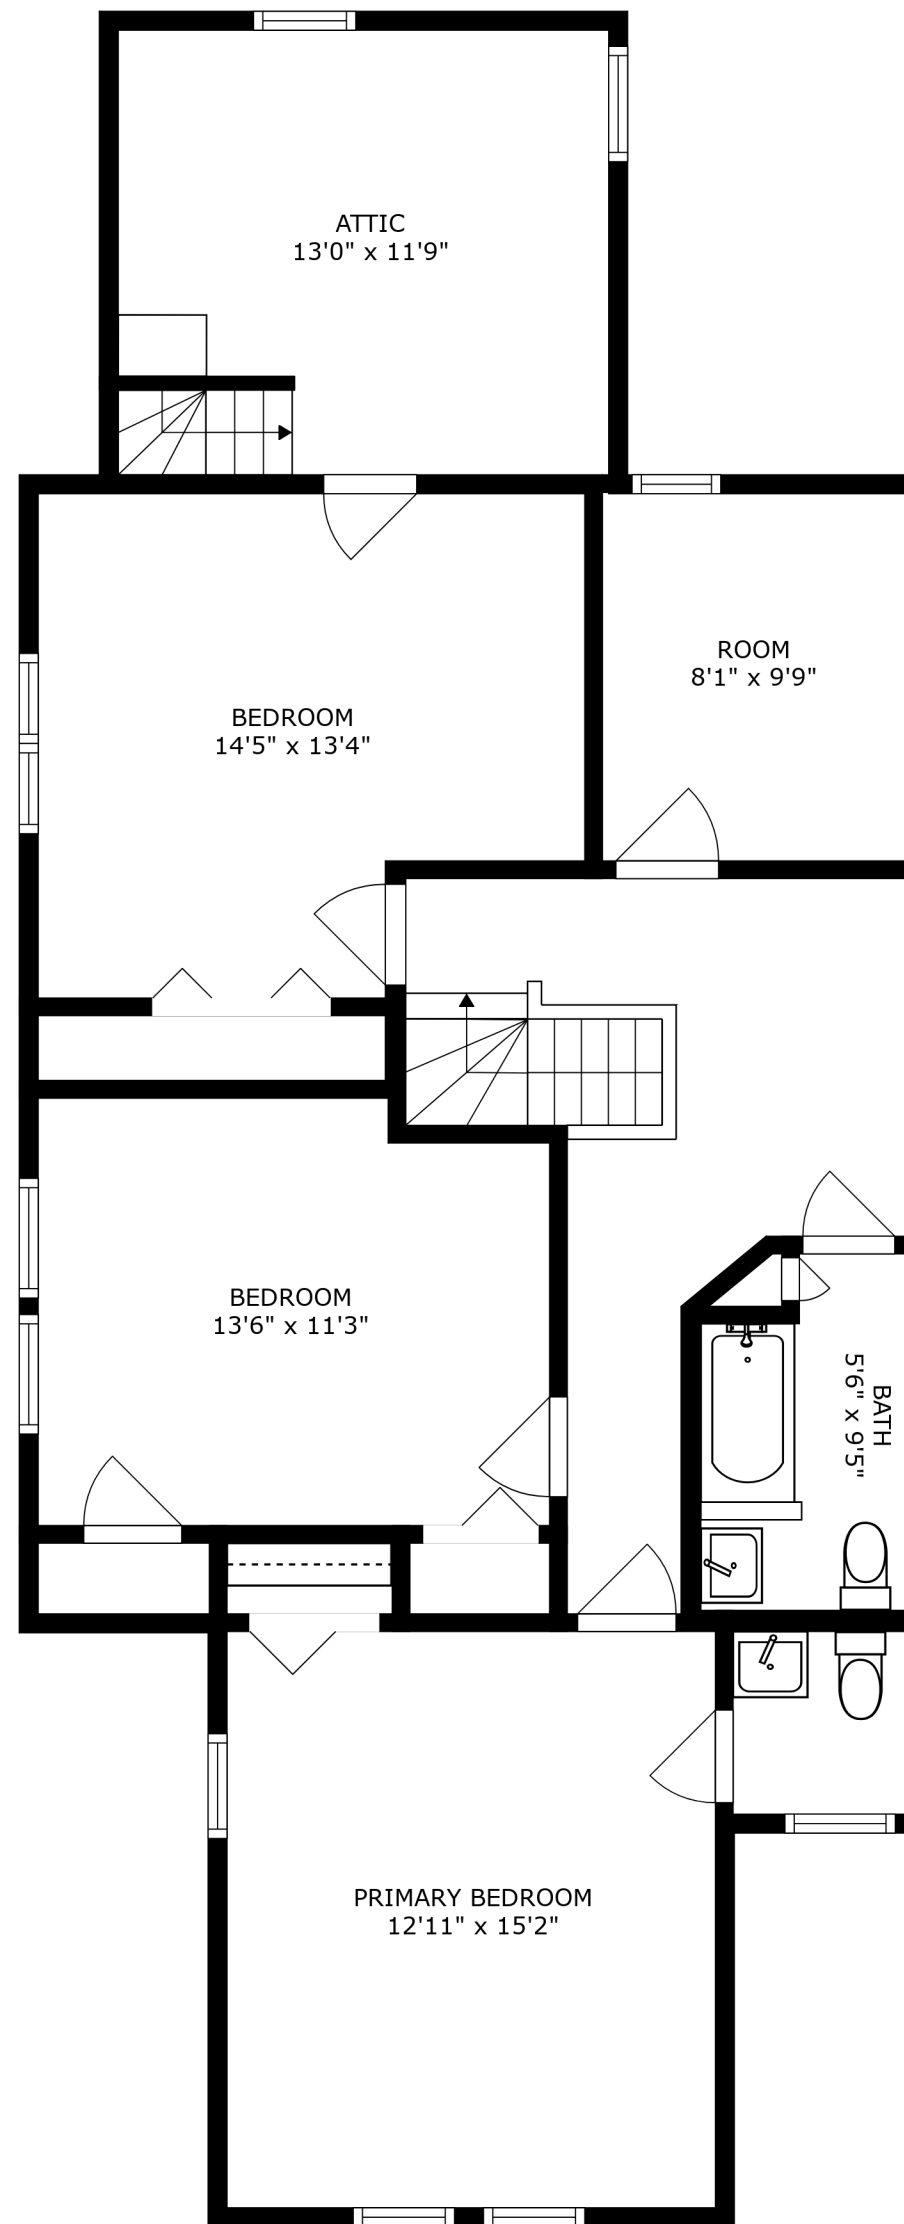 ATTIC
13'0" x 11'9"
ROOM
8'1" x 9'9"
BEDROOM
14'5" x 13'4"
BEDROOM
13'6" x 11'3"
BATH
5'6" x 9'5"
PRIMARY BEDROOM
12'11" x 15'2"